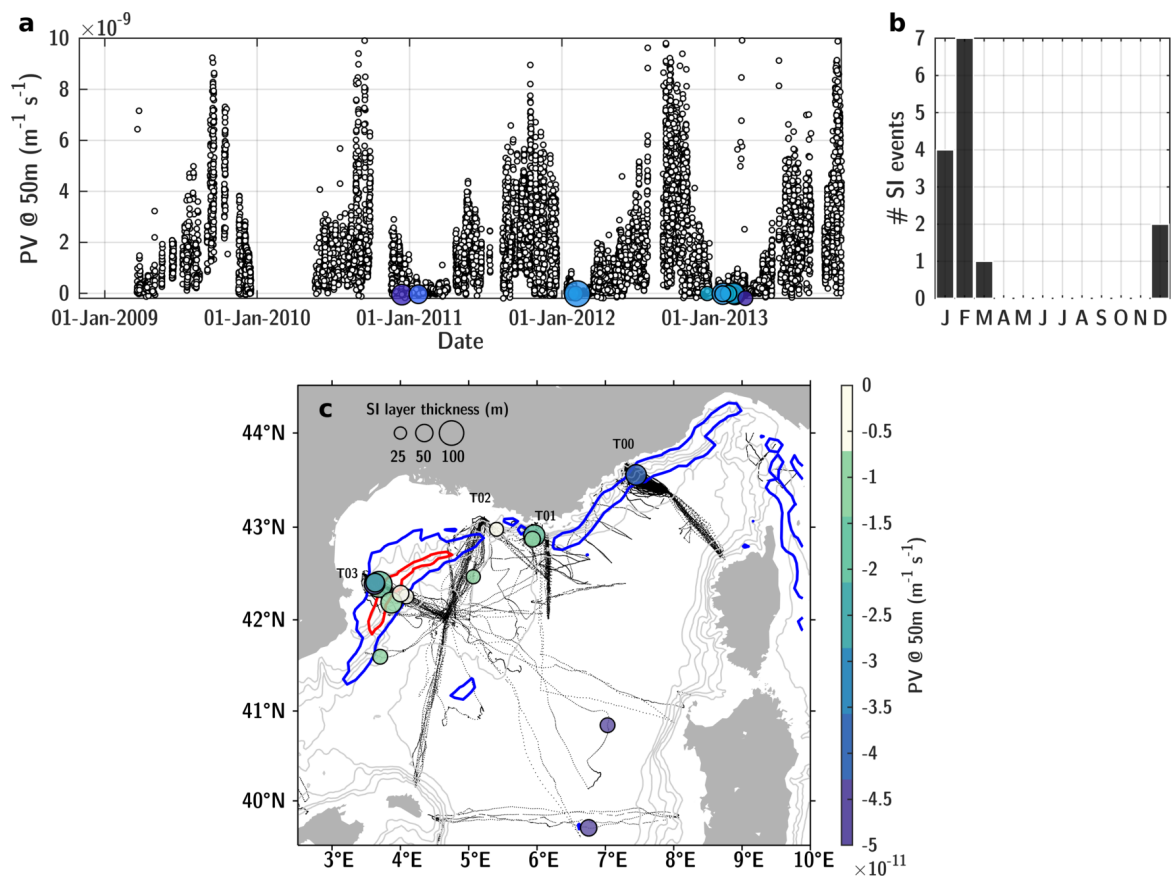 a
×10⁻⁹
PV @ 50m (m⁻¹ s⁻¹)
10
8
6
4
2
0
01-Jan-2009 01-Jan-2010 01-Jan-2011 01-Jan-2012 01-Jan-2013
Date
b
# SI events
7
6
5
4
3
2
1
0
J F M A M J J A S O N D
c
SI layer thickness (m)
25 50 100
T00
T01
T02
T03
44°N
43°N
42°N
41°N
40°N
3°E 4°E 5°E 6°E 7°E 8°E 9°E 10°E
0
-0.5
-1
-1.5
-2
-2.5
-3
-3.5
-4
-4.5
-5
×10⁻¹¹
PV @ 50m (m⁻¹ s⁻¹)